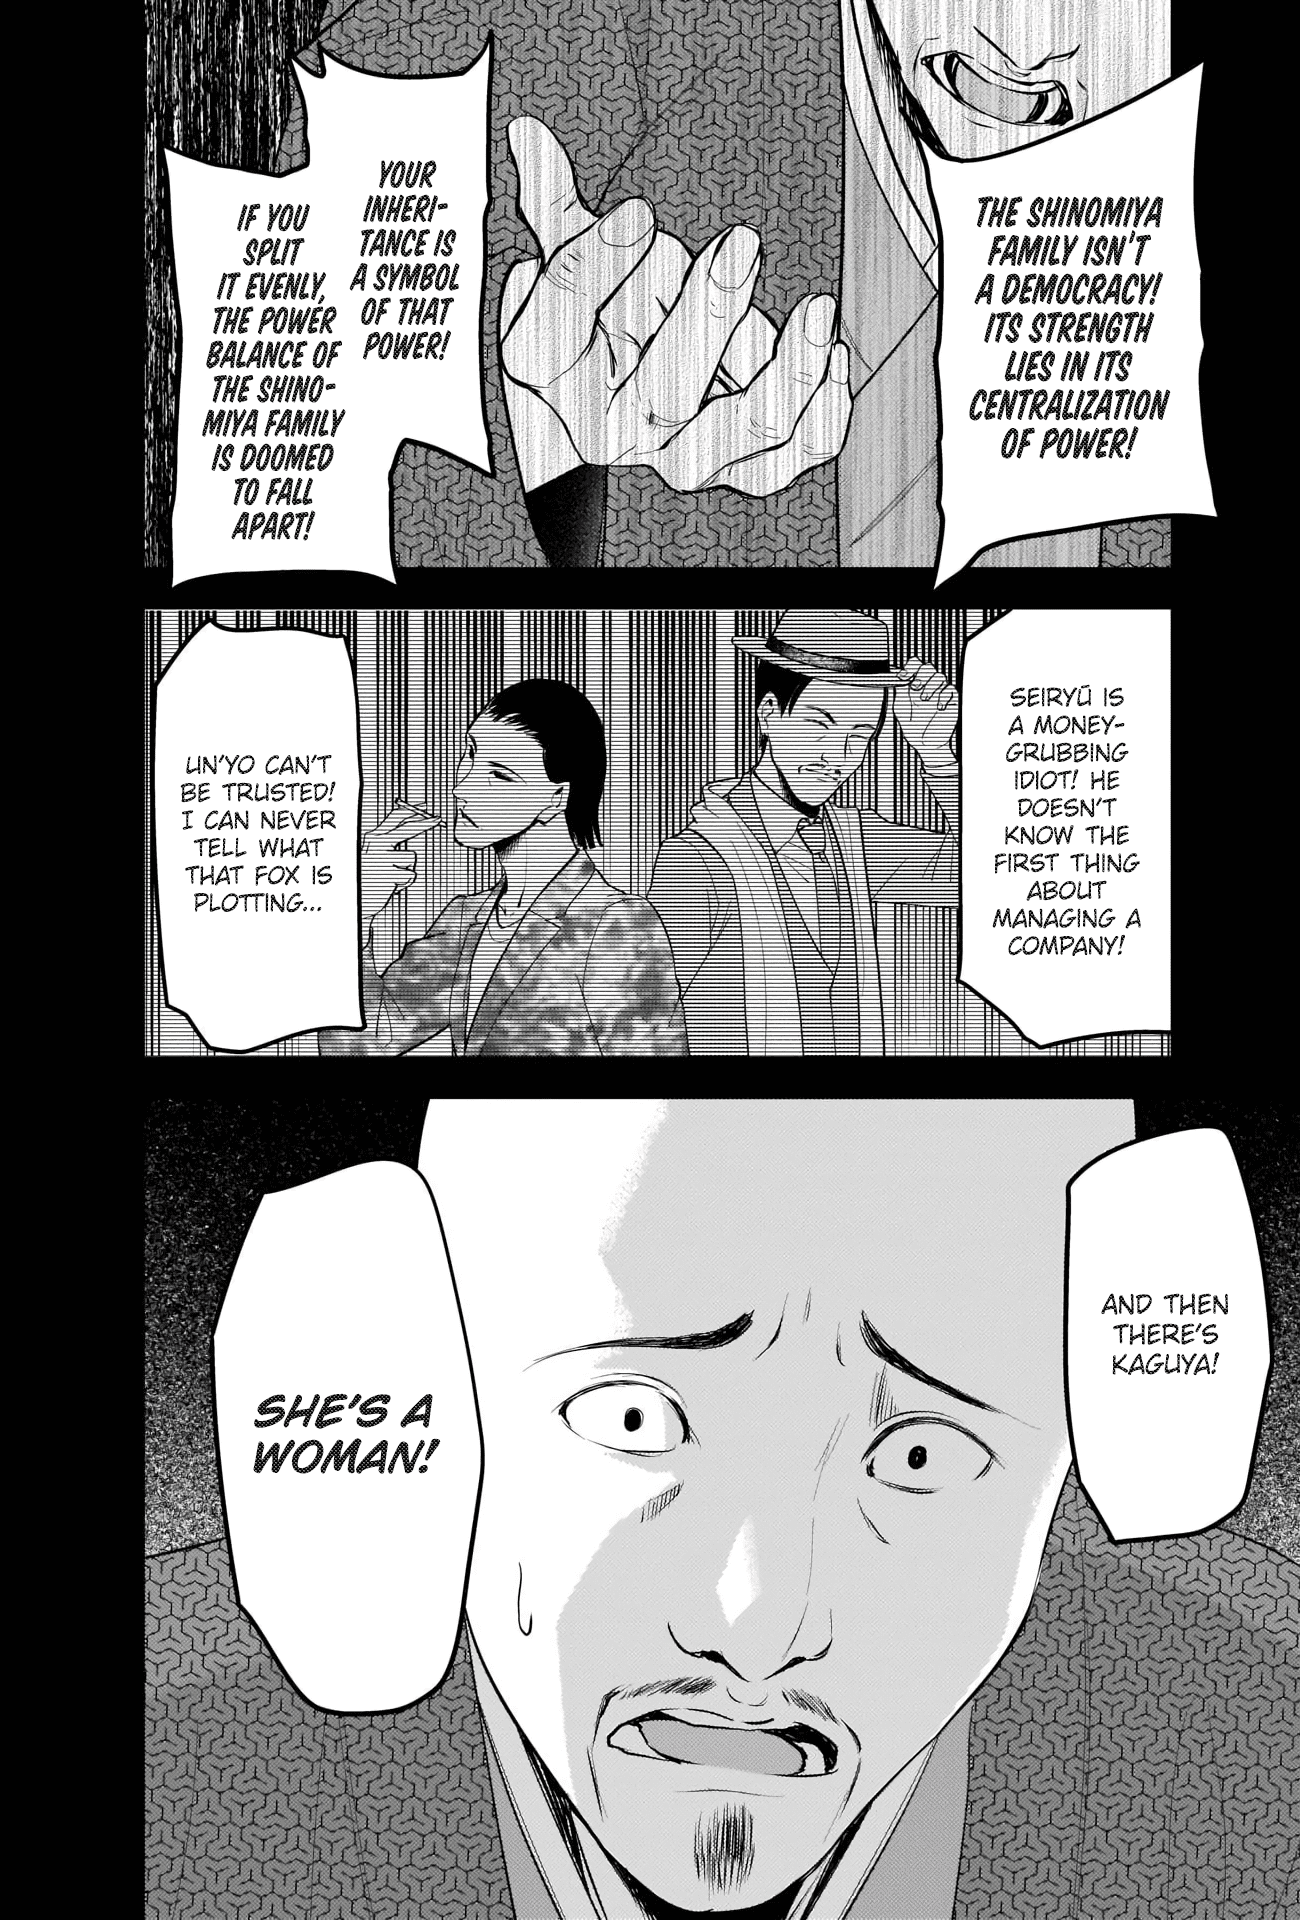 THE SHINOMIYA
FAMILY ISN'T
A DEMOCRACY!
ITS STRENGTH
LIES IN ITS
CENTRALIZATION
OF POWER!
YOUR
INHERI-
TANCE IS
A SYMBOL
OF THAT
POWER!
IF YOU
SPLIT
IT EVENLY,
THE POWER
BALANCE OF
THE SHINO-
MIYA FAMILY
IS DOOMED
TO FALL
APART!
SEIRYŪ IS
A MONEY-
GRUBBING
IDIOT! HE
DOESN'T
KNOW THE
FIRST THING
ABOUT
MANAGING A
COMPANY!
UN'YO CAN'T
BE TRUSTED!
I CAN NEVER
TELL WHAT
THAT FOX IS
PLOTTING...
AND THEN
THERE'S
KAGUYA!
SHE'S A
WOMAN!